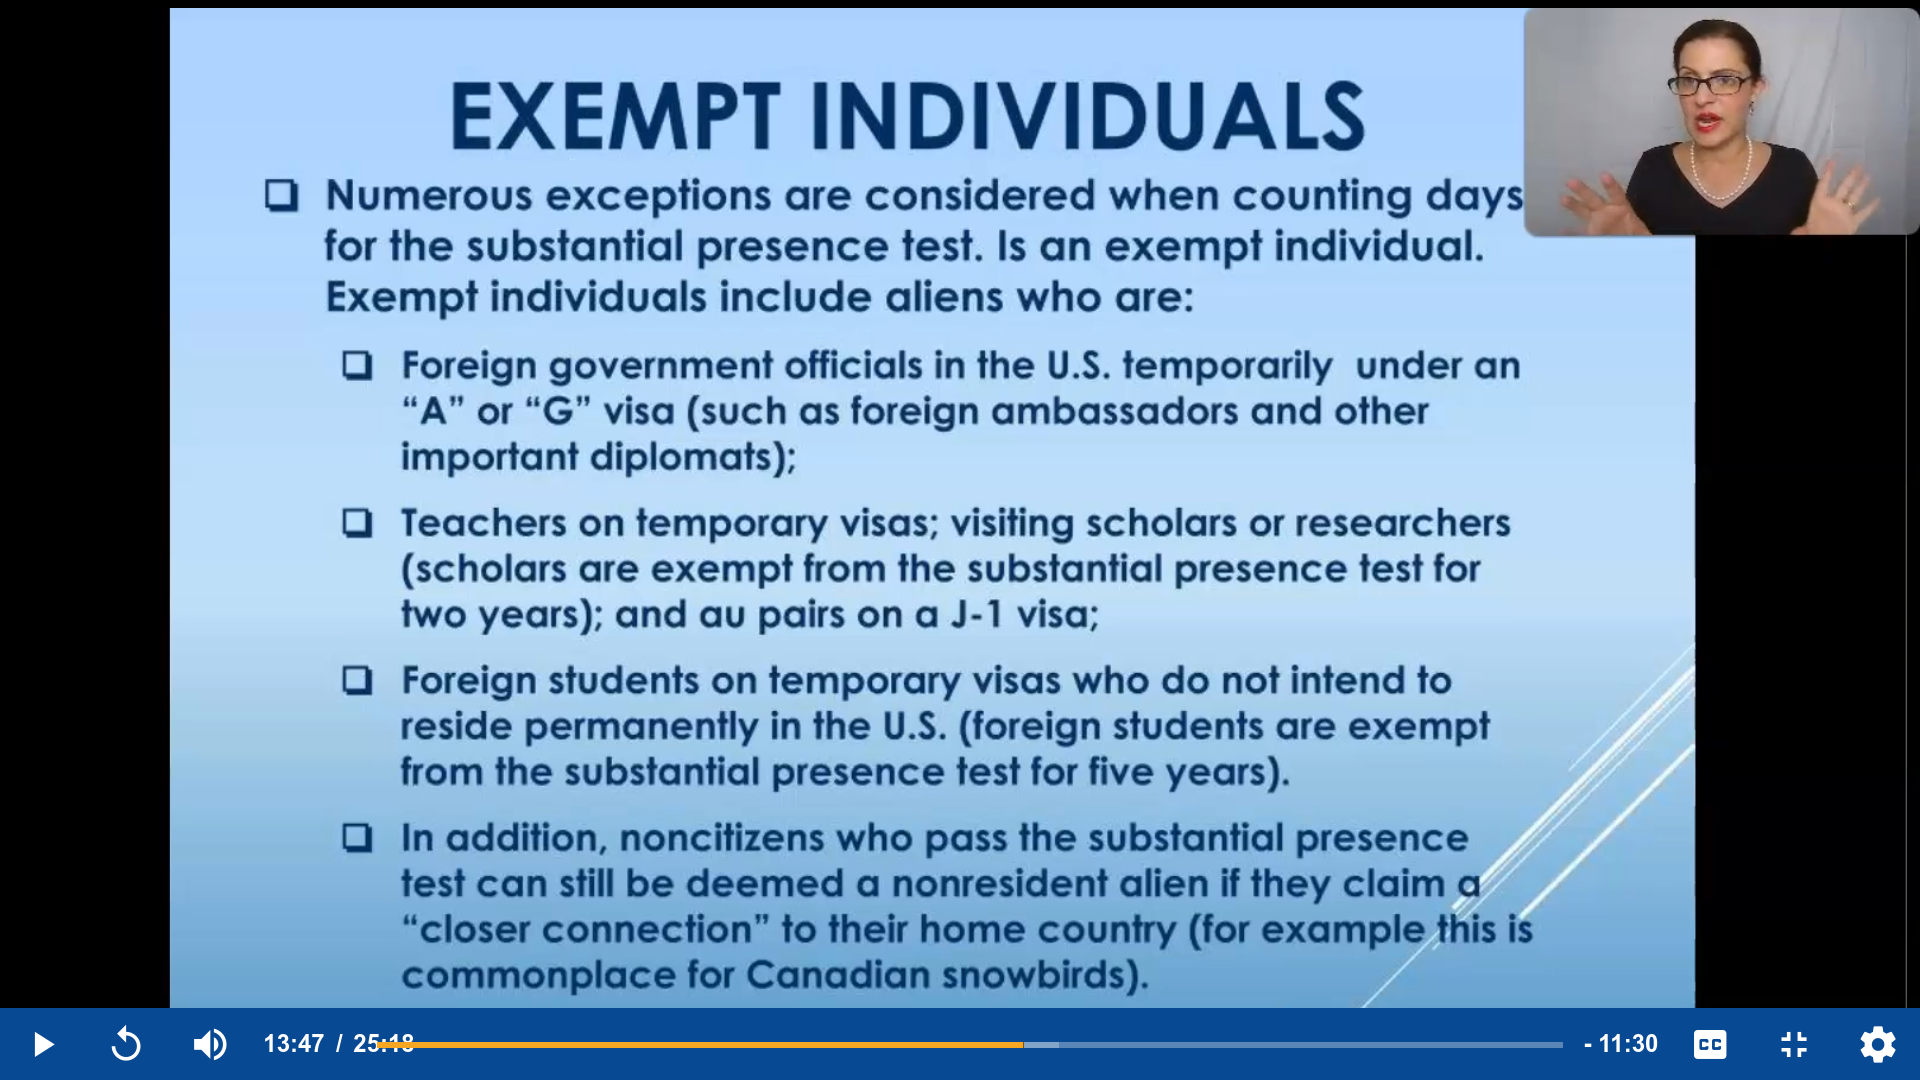 EXEMPT INDIVIDUALS
Numerous exceptions are considered when counting days
for the substantial presence test. Is an exempt individual.
Exempt individuals include aliens who are:
Foreign government officials in the U.S. temporarily  under an
“A” or “G” visa (such as foreign ambassadors and other
important diplomats);
Teachers on temporary visas; visiting scholars or researchers
(scholars are exempt from the substantial presence test for
two years); and au pairs on a J-1 visa;
Foreign students on temporary visas who do not intend to
reside permanently in the U.S. (foreign students are exempt
from the substantial presence test for five years).
In addition, noncitizens who pass the substantial presence
test can still be deemed a nonresident alien if they claim a
“closer connection” to their home country (for example this is
commonplace for Canadian snowbirds).
13:47 / 25:18 - 11:30 CC